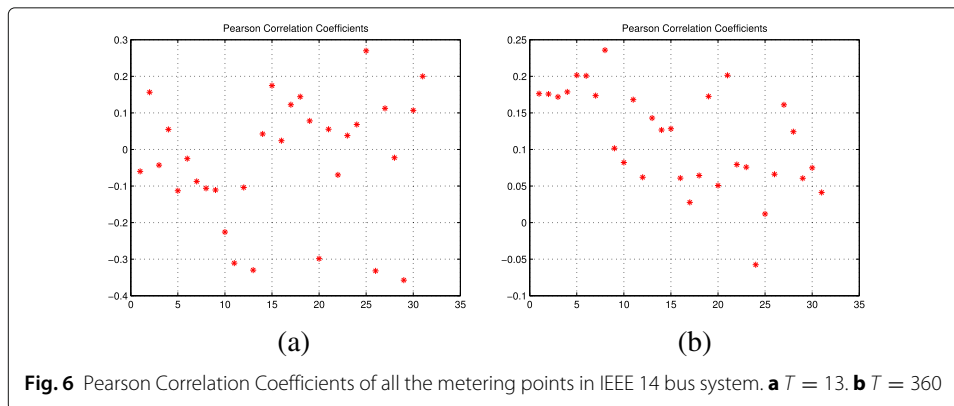 Pearson Correlation Coefficients
0.3
0.2
0.1
0
−0.1
−0.2
−0.3
−0.4
0 5 10 15 20 25 30 35
(a)
Pearson Correlation Coefficients
0.25
0.2
0.15
0.1
0.05
0
−0.05
−0.1
0 5 10 15 20 25 30 35
(b)
Fig. 6 Pearson Correlation Coefficients of all the metering points in IEEE 14 bus system. a T = 13. b T = 360